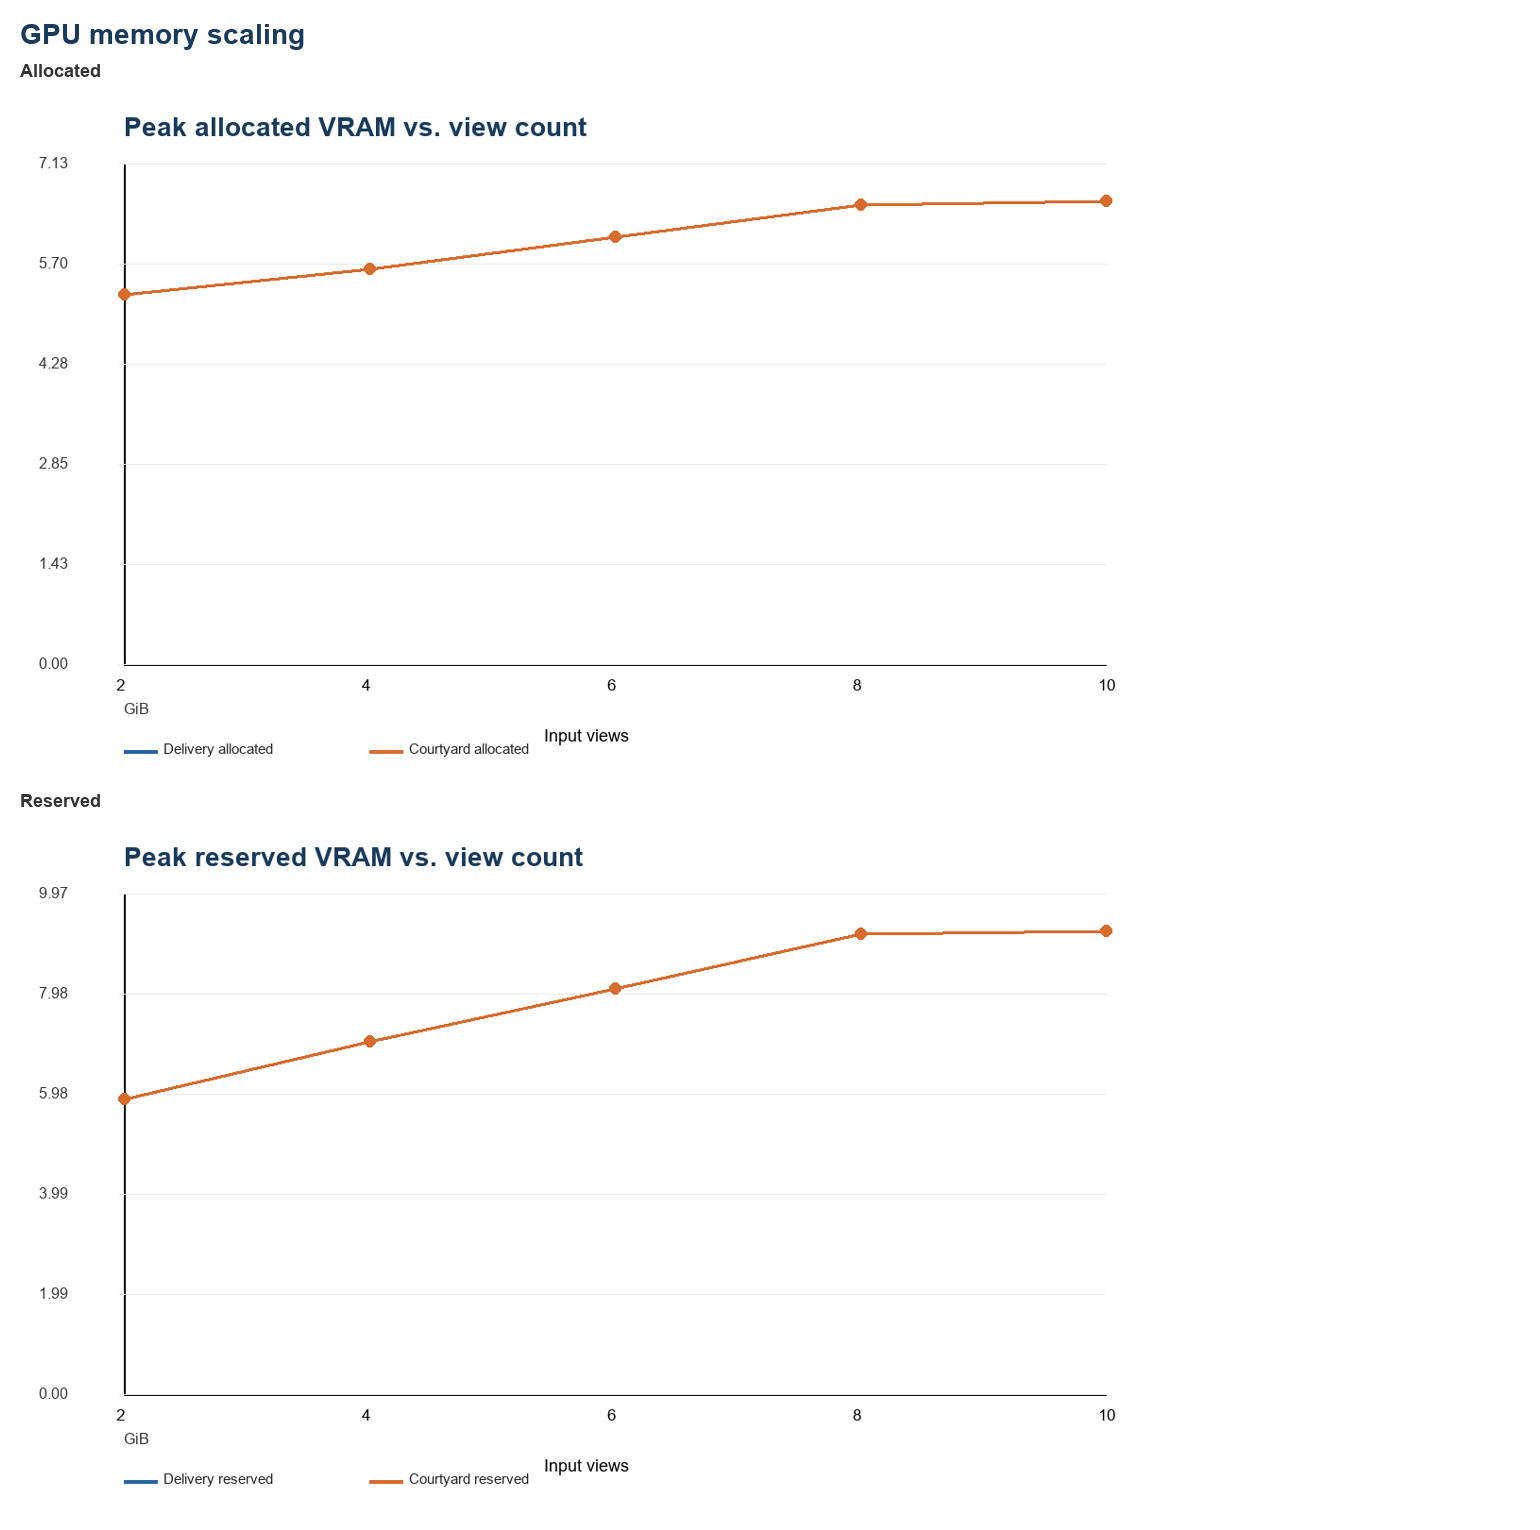 GPU memory scaling
Allocated
Peak allocated VRAM vs. view count
7.13
5.70
4.28
2.85
1.43
0.00
2 4 6 8 10
GiB
Input views
Delivery allocated Courtyard allocated
Reserved
Peak reserved VRAM vs. view count
9.97
7.98
5.98
3.99
1.99
0.00
2 4 6 8 10
GiB
Input views
Delivery reserved Courtyard reserved